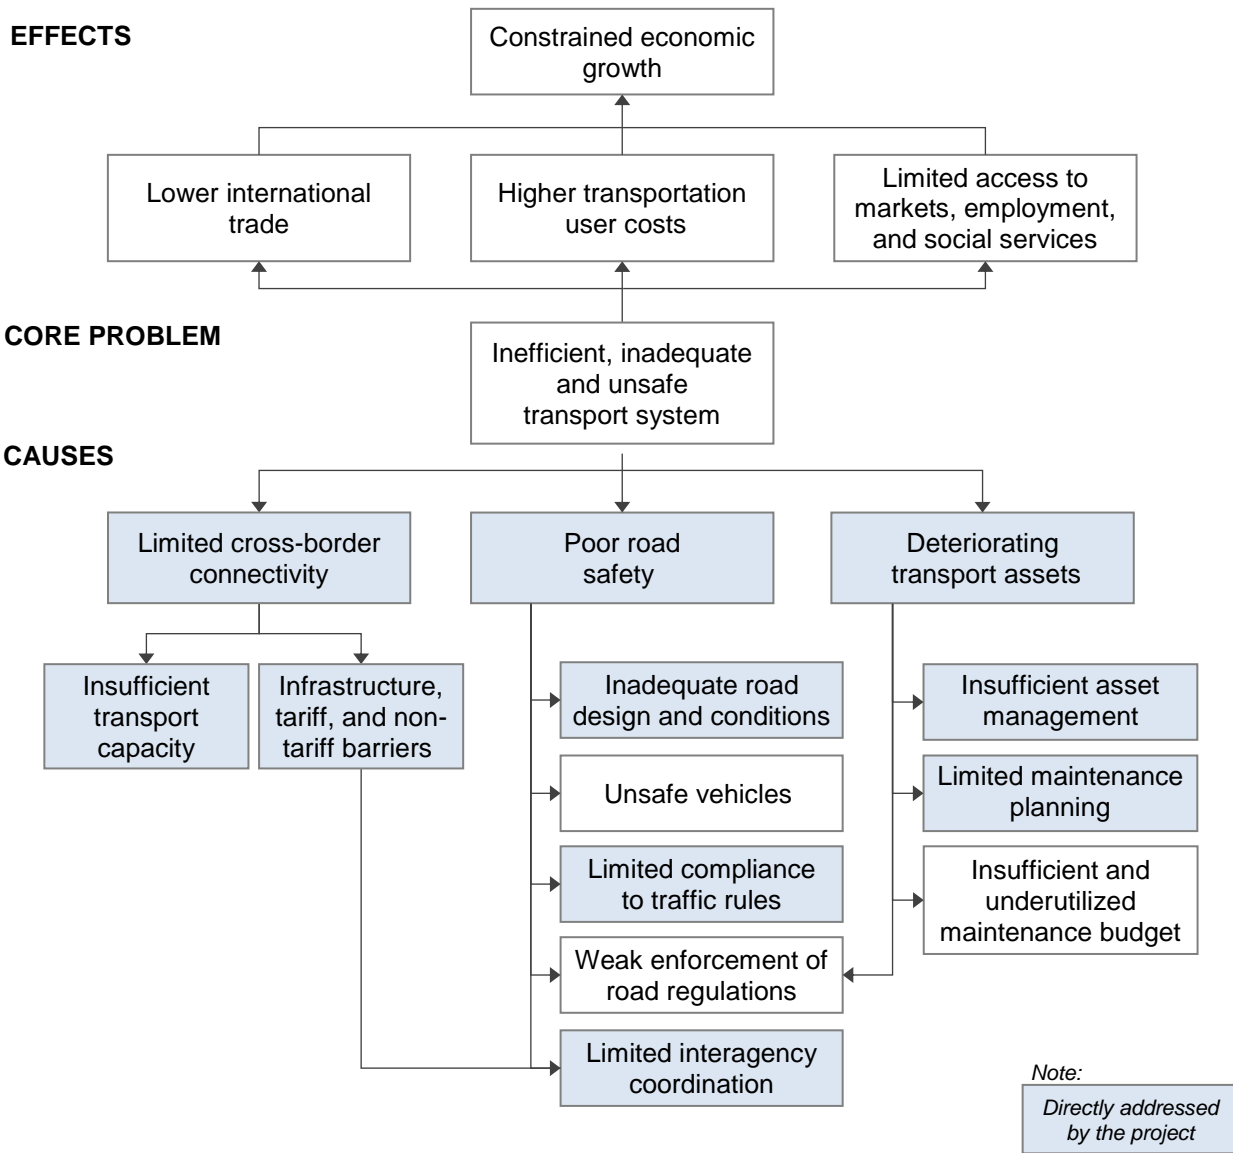 EFFECTS
Constrained economic
growth
Lower international
trade
Higher transportation
user costs
Limited access to
markets, employment,
and social services
CORE PROBLEM
Inefficient, inadequate
and unsafe
transport system
CAUSES
Limited cross-border
connectivity
Poor road
safety
Deteriorating
transport assets
Insufficient
transport
capacity
Infrastructure,
tariff, and non-
tariff barriers
Inadequate road
design and conditions
Unsafe vehicles
Limited compliance
to traffic rules
Weak enforcement of
road regulations
Limited interagency
coordination
Insufficient asset
management
Limited maintenance
planning
Insufficient and
underutilized
maintenance budget
Note:
Directly addressed
by the project